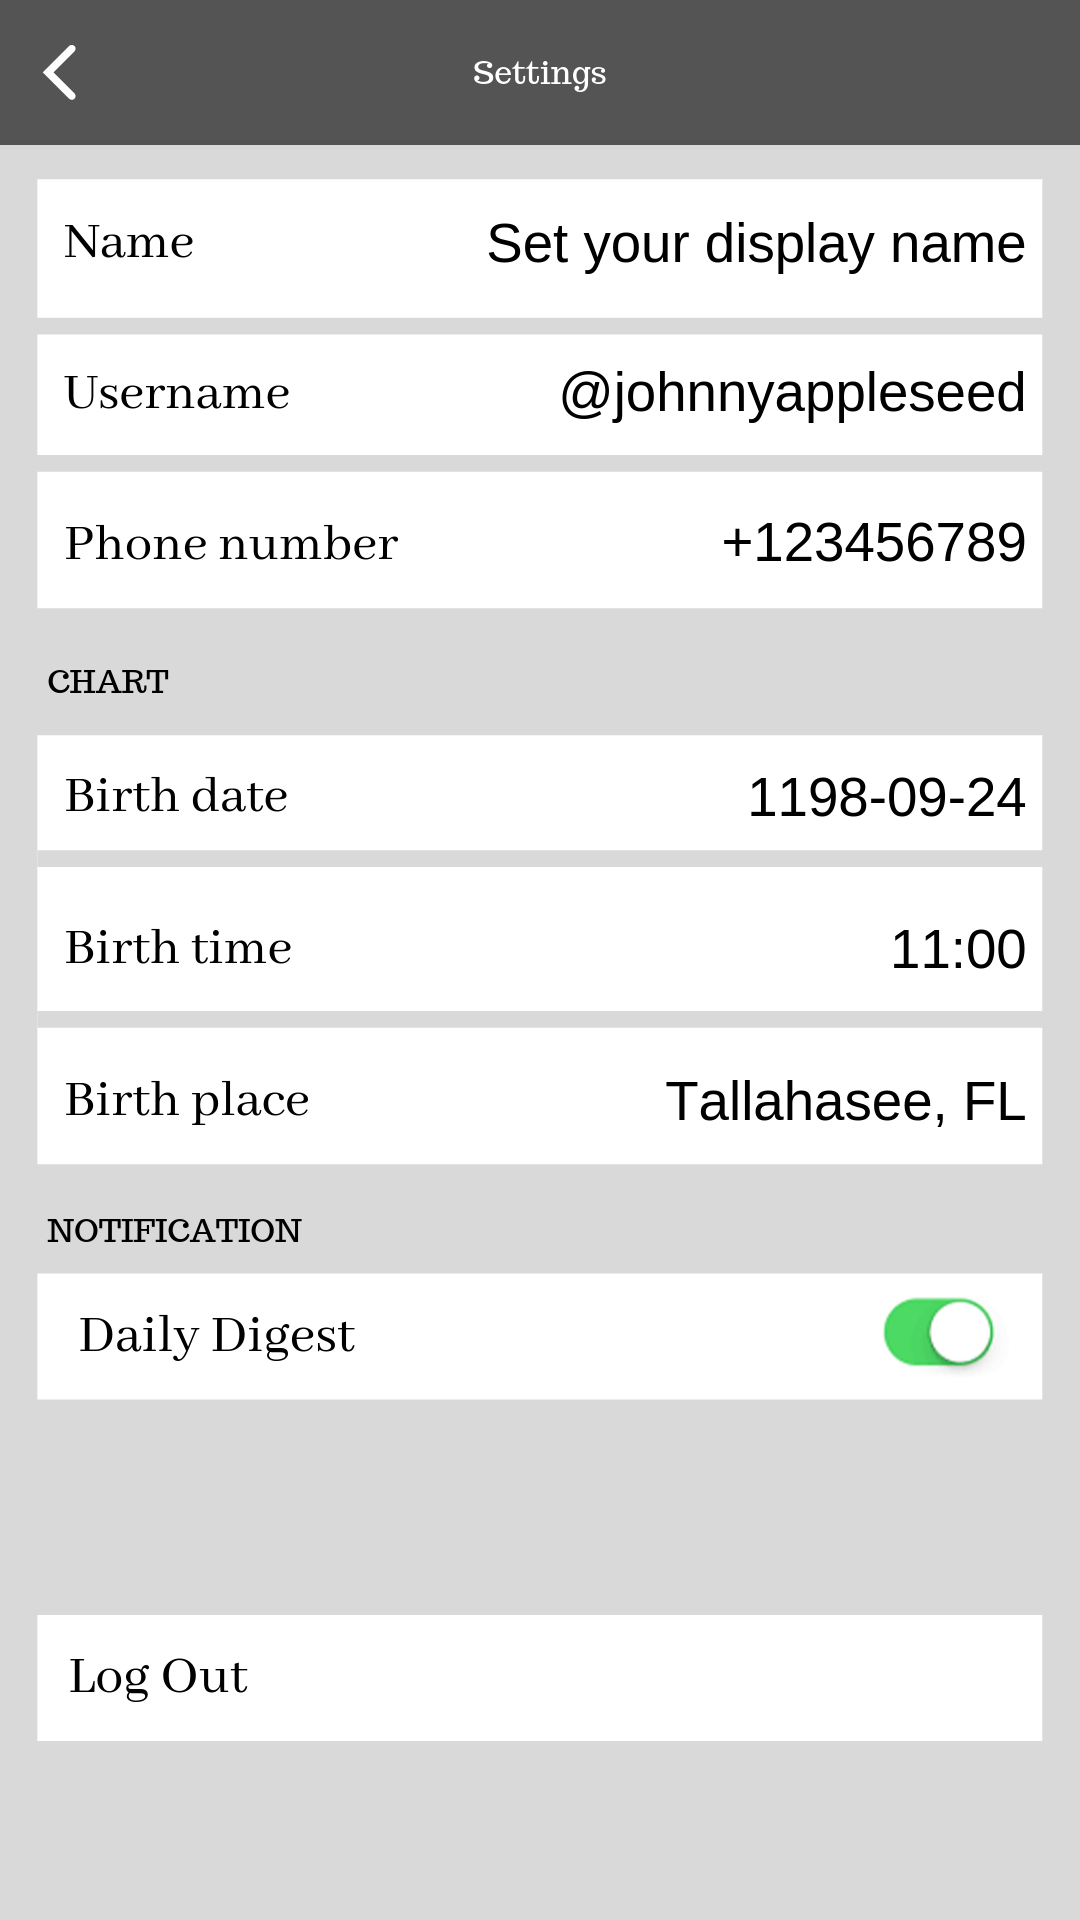 Settings
Name Set your display name
Username @johnnyappleseed
Phone number +123456789
CHART
Birth date 1198-09-24
Birth time 11:00
Birth place Tallahasee, FL
NOTIFICATION
Daily Digest
Log Out